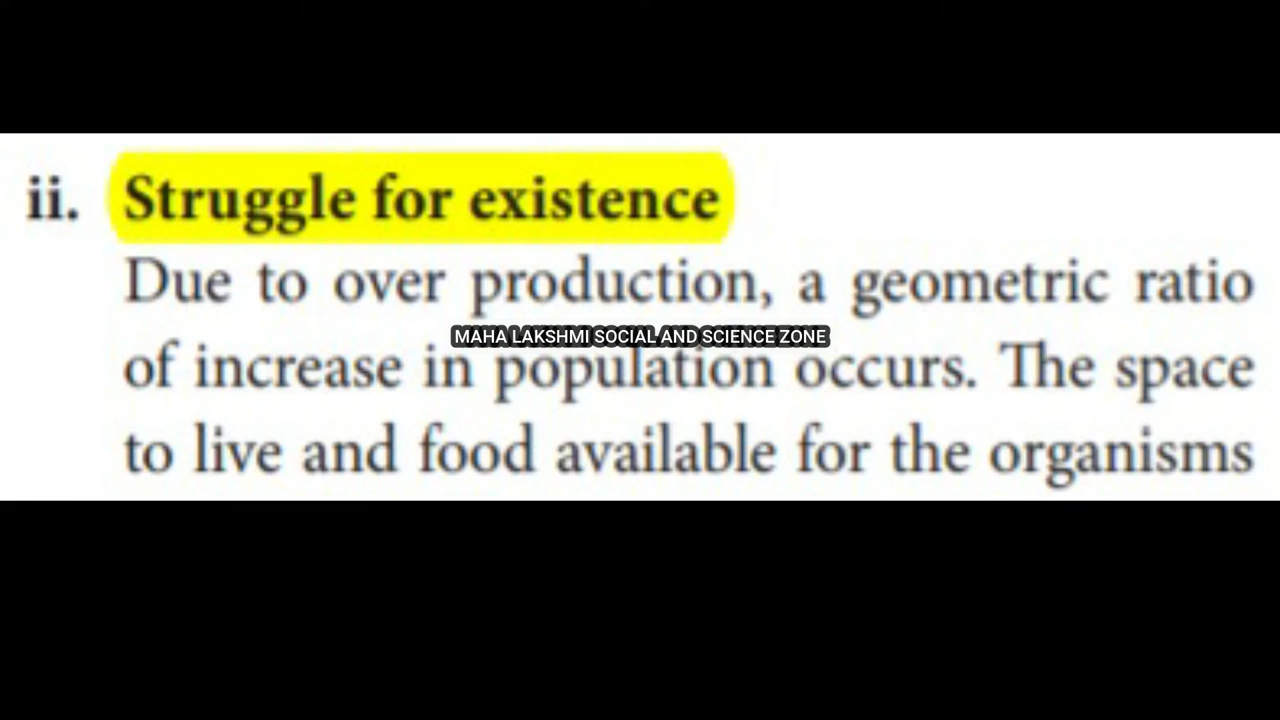 ii. Struggle for existence
Due to over production, a geometric ratio
MAHA LAKSHMI SOCIAL AND SCIENCE ZONE
of increase in population occurs. The space
to live and food available for the organisms